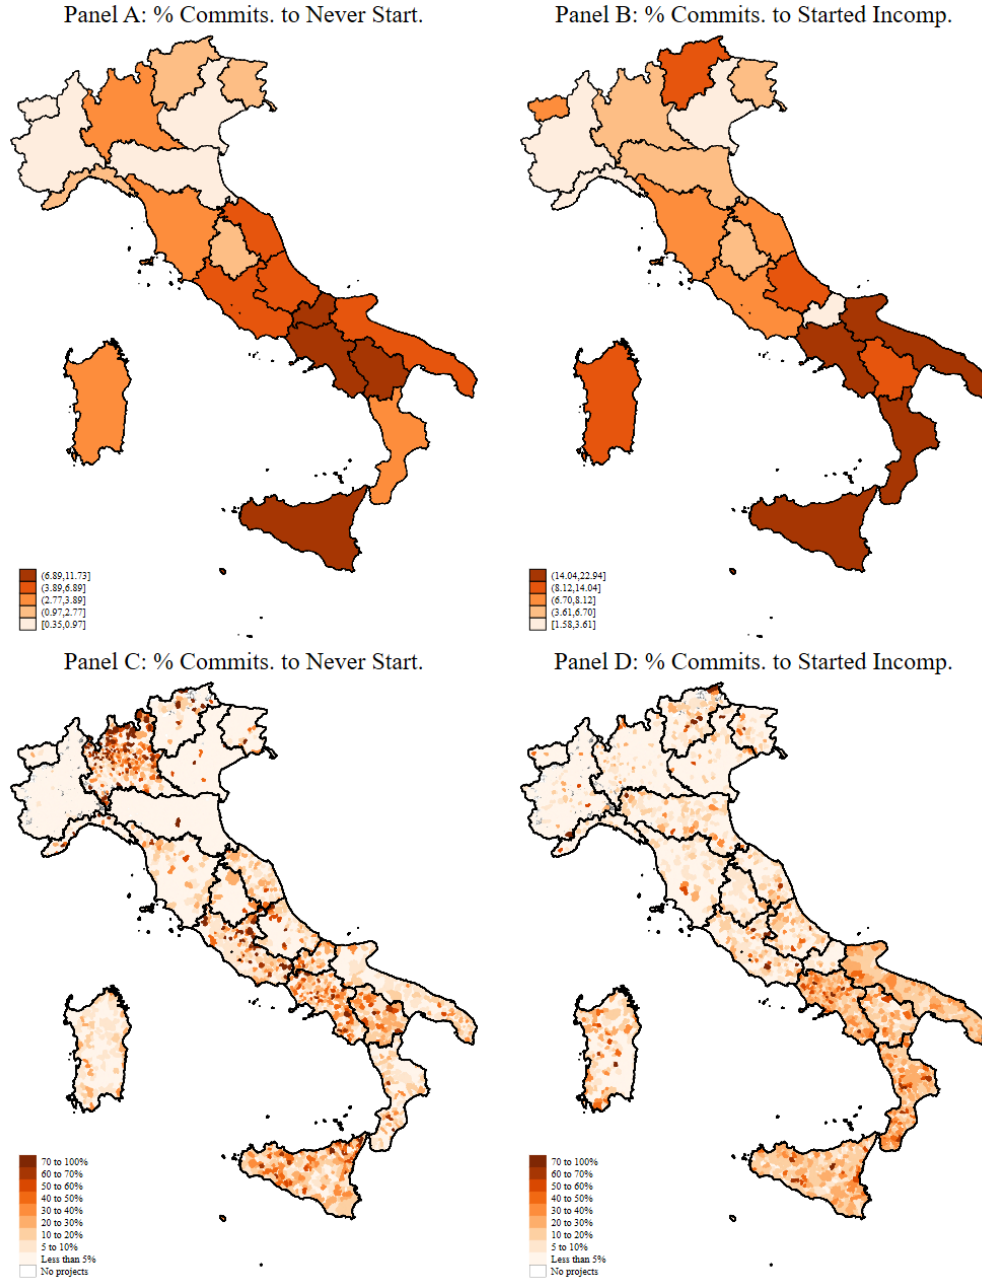 Panel A: % Commits. to Never Start.
Panel B: % Commits. to Started Incomp.
(6.89,11.73]
(3.89,6.89]
(2.77,3.89]
(0.97,2.77]
[0.35,0.97]
(14.04,22.94]
(8.12,14.04]
(6.70,8.12]
(3.61,6.70]
[1.58,3.61]
Panel C: % Commits. to Never Start.
Panel D: % Commits. to Started Incomp.
70 to 100%
60 to 70%
50 to 60%
40 to 50%
30 to 40%
20 to 30%
10 to 20%
5 to 10%
Less than 5%
No projects
70 to 100%
60 to 70%
50 to 60%
40 to 50%
30 to 40%
20 to 30%
10 to 20%
5 to 10%
Less than 5%
No projects